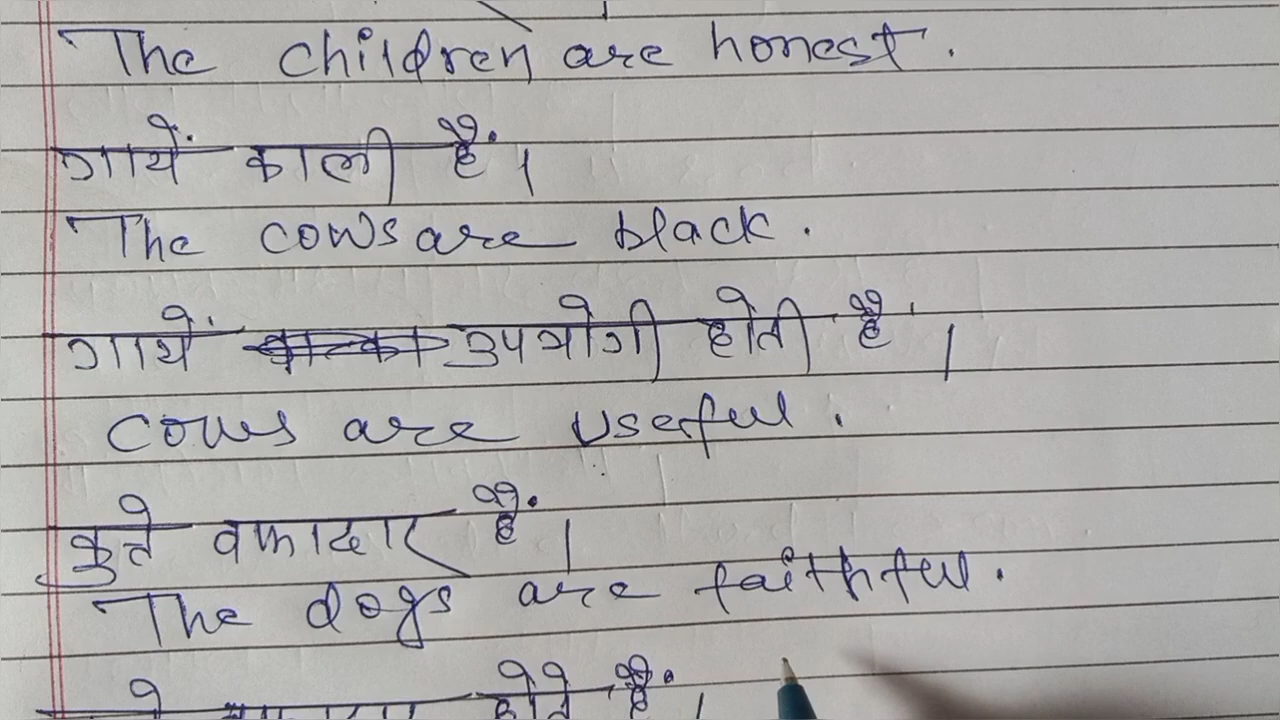 The children are honest.
गायें काली हैं।
The cows are black.
गायें उपयोगी होती हैं।
Cows are useful.
कुते वफादार हैं।
The dogs are faithful.
होते हैं।